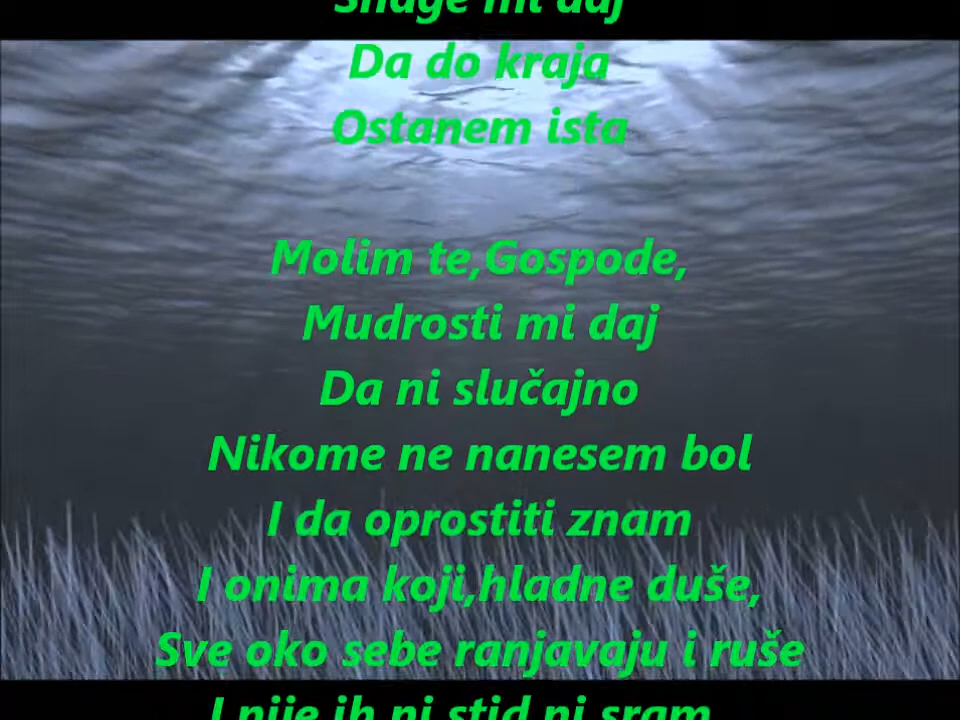 Snage mi daj
Da do kraja
Ostanem ista
Molim te,Gospode,
Mudrosti mi daj
Da ni slučajno
Nikome ne nanesem bol
I da oprostiti znam
I onima koji,hladne duše,
Sve oko sebe ranjavaju i ruše
I nije ih ni stid ni sram